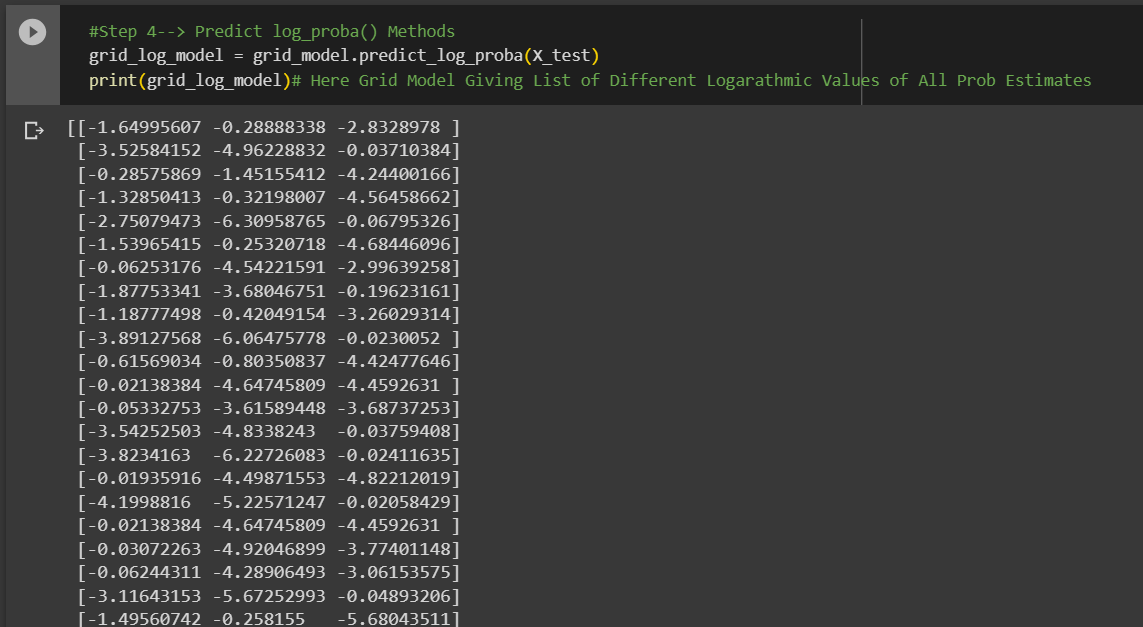 #Step 4--> Predict log_proba() Methods
grid_log_model = grid_model.predict_log_proba(X_test)
print(grid_log_model)# Here Grid Model Giving List of Different Logarathmic Values of All Prob Estimates
[[-1.64995607 -0.28888338 -2.8328978 ]
 [-3.52584152 -4.96228832 -0.03710384]
 [-0.28575869 -1.45155412 -4.24400166]
 [-1.32850413 -0.32198007 -4.56458662]
 [-2.75079473 -6.30958765 -0.06795326]
 [-1.53965415 -0.25320718 -4.68446096]
 [-0.06253176 -4.54221591 -2.99639258]
 [-1.87753341 -3.68046751 -0.19623161]
 [-1.18777498 -0.42049154 -3.26029314]
 [-3.89127568 -6.06475778 -0.0230052 ]
 [-0.61569034 -0.80350837 -4.42477646]
 [-0.02138384 -4.64745809 -4.4592631 ]
 [-0.05332753 -3.61589448 -3.68737253]
 [-3.54252503 -4.8338243  -0.03759408]
 [-3.8234163  -6.22726083 -0.02411635]
 [-0.01935916 -4.49871553 -4.82212019]
 [-4.1998816  -5.22571247 -0.02058429]
 [-0.02138384 -4.64745809 -4.4592631 ]
 [-0.03072263 -4.92046899 -3.77401148]
 [-0.06244311 -4.28906493 -3.06153575]
 [-3.11643153 -5.67252993 -0.04893206]
 [-1.49560742 -0.258155   -5.68043511]